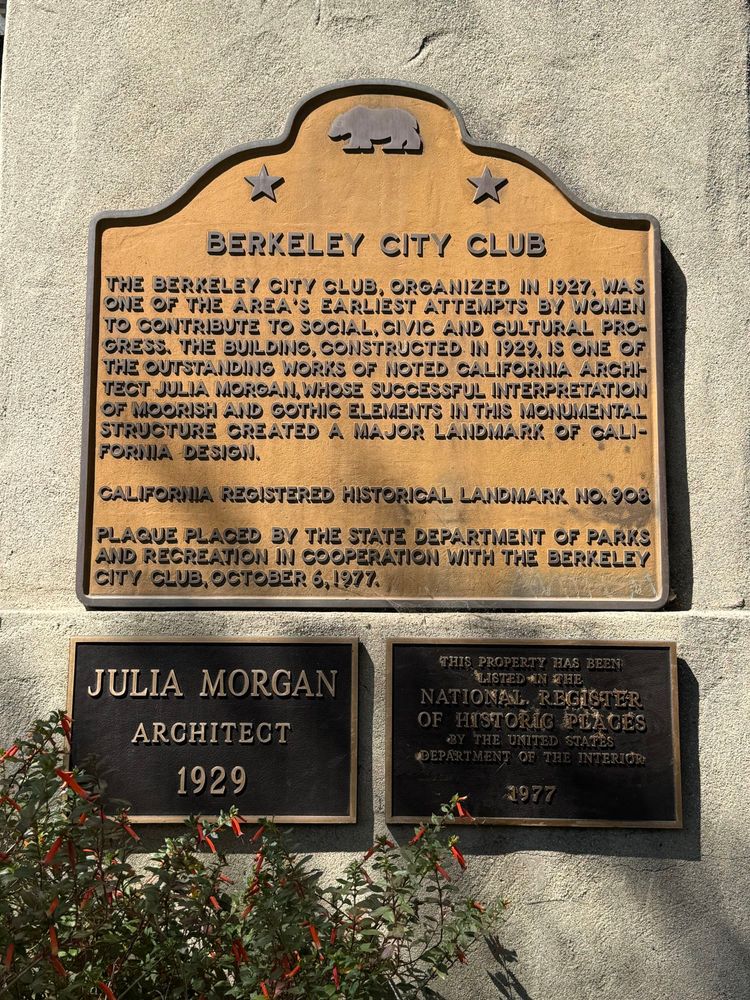 BERKELEY CITY CLUB
THE BERKELEY CITY CLUB, ORGANIZED IN 1927, WAS
ONE OF THE AREA'S EARLIEST ATTEMPTS BY WOMEN
TO CONTRIBUTE TO SOCIAL, CIVIC AND CULTURAL PRO-
GRESS. THE BUILDING, CONSTRUCTED IN 1929, IS ONE OF
THE OUTSTANDING WORKS OF NOTED CALIFORNIA ARCHI-
TECT JULIA MORGAN, WHOSE SUCCESSFUL INTERPRETATION
OF MOORISH AND GOTHIC ELEMENTS IN THIS MONUMENTAL
STRUCTURE CREATED A MAJOR LANDMARK OF CALI-
FORNIA DESIGN.
CALIFORNIA REGISTERED HISTORICAL LANDMARK NO. 908
PLAQUE PLACED BY THE STATE DEPARTMENT OF PARKS
AND RECREATION IN COOPERATION WITH THE BERKELEY
CITY CLUB, OCTOBER 6, 1977.
JULIA MORGAN
ARCHITECT
1929
THIS PROPERTY HAS BEEN
LISTED IN THE
NATIONAL REGISTER
OF HISTORIC PLACES
BY THE UNITED STATES
DEPARTMENT OF THE INTERIOR
1977